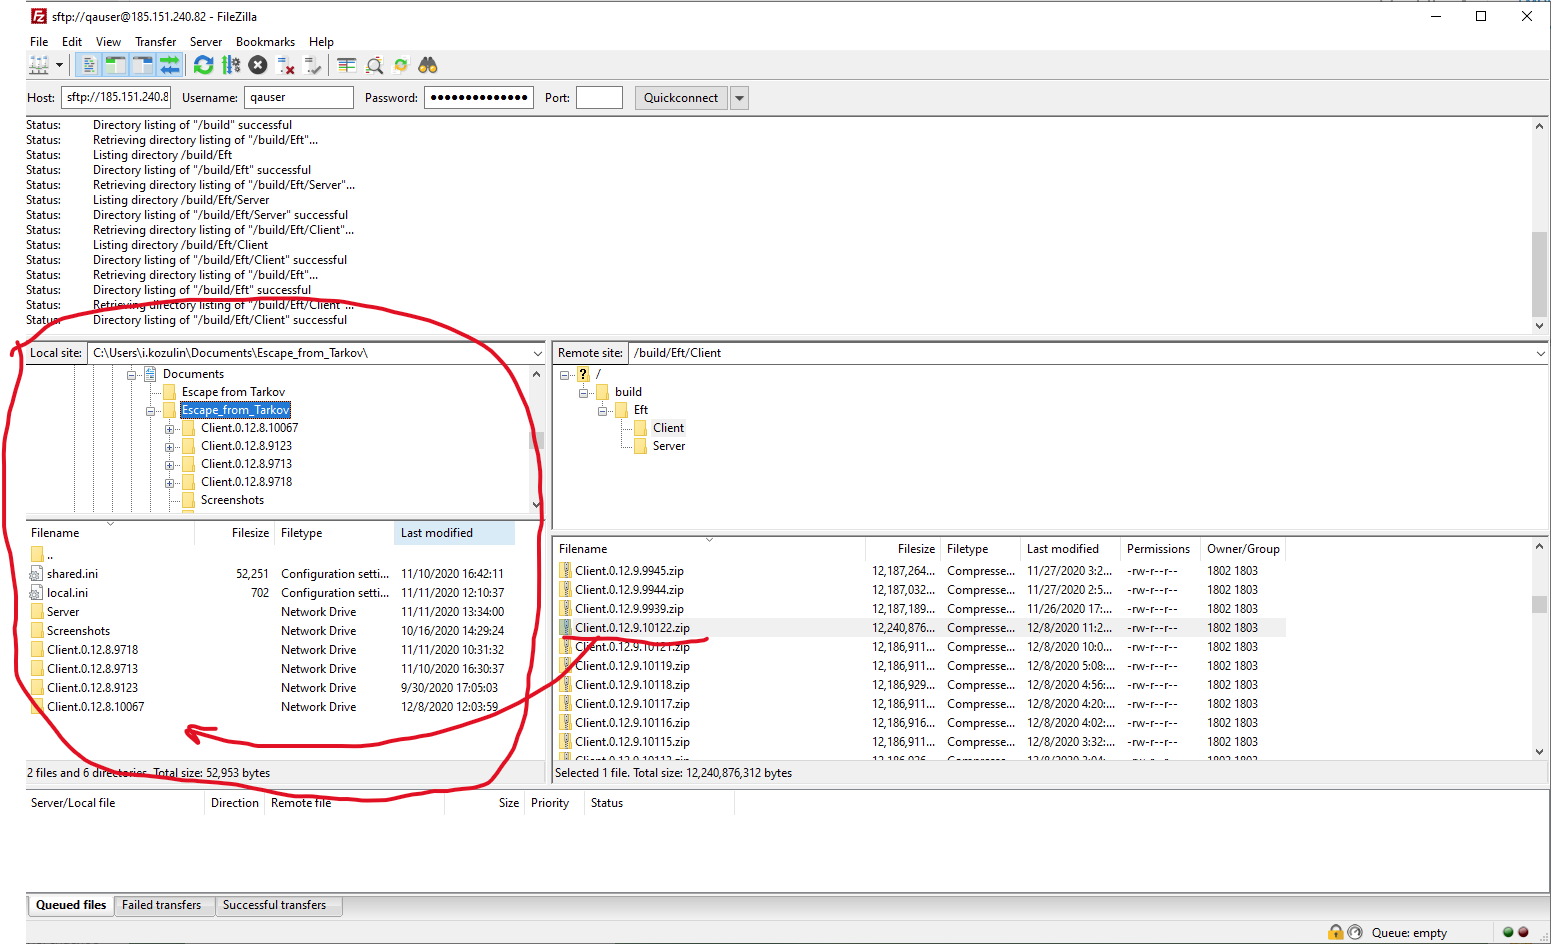 sftp://qauser@185.151.240.82 - FileZilla
File Edit View Transfer Server Bookmarks Help
Host: sftp://185.151.240.8 Username: qauser Password: ●●●●●●●●●●●●●● Port: Quickconnect
Status: Directory listing of "/build" successful
Status: Retrieving directory listing of "/build/Eft"...
Status: Listing directory /build/Eft
Status: Directory listing of "/build/Eft" successful
Status: Retrieving directory listing of "/build/Eft/Server"...
Status: Listing directory /build/Eft/Server
Status: Directory listing of "/build/Eft/Server" successful
Status: Retrieving directory listing of "/build/Eft/Client"...
Status: Listing directory /build/Eft/Client
Status: Directory listing of "/build/Eft/Client" successful
Status: Retrieving directory listing of "/build/Eft"...
Status: Directory listing of "/build/Eft" successful
Status: Retrieving directory listing of "/build/Eft/Client"...
Status: Directory listing of "/build/Eft/Client" successful
Local site: C:\Users\i.kozulin\Documents\Escape_from_Tarkov\
Documents
Escape from Tarkov
Escape_from_Tarkov
Client.0.12.8.10067
Client.0.12.8.9123
Client.0.12.8.9713
Client.0.12.8.9718
Screenshots
Filename Filesize Filetype Last modified
..
shared.ini 52,251 Configuration setti... 11/10/2020 16:42:11
local.ini 702 Configuration setti... 11/11/2020 12:10:37
Server Network Drive 11/11/2020 13:34:00
Screenshots Network Drive 10/16/2020 14:29:24
Client.0.12.8.9718 Network Drive 11/11/2020 10:31:32
Client.0.12.8.9713 Network Drive 11/10/2020 16:30:37
Client.0.12.8.9123 Network Drive 9/30/2020 17:05:03
Client.0.12.8.10067 Network Drive 12/8/2020 12:03:59
2 files and 6 directories. Total size: 52,953 bytes
Remote site: /build/Eft/Client
/
build
Eft
Client
Server
Filename Filesize Filetype Last modified Permissions Owner/Group
Client.0.12.9.9945.zip 12,187,264... Compresse... 11/27/2020 3:2... -rw-r--r-- 1802 1803
Client.0.12.9.9944.zip 12,187,032... Compresse... 11/27/2020 2:5... -rw-r--r-- 1802 1803
Client.0.12.9.9939.zip 12,187,189... Compresse... 11/26/2020 17:... -rw-r--r-- 1802 1803
Client.0.12.9.10122.zip 12,240,876... Compresse... 12/8/2020 11:2... -rw-r--r-- 1802 1803
Client.0.12.9.10121.zip 12,186,911... Compresse... 12/8/2020 10:0... -rw-r--r-- 1802 1803
Client.0.12.9.10119.zip 12,186,911... Compresse... 12/8/2020 5:08:... -rw-r--r-- 1802 1803
Client.0.12.9.10118.zip 12,186,929... Compresse... 12/8/2020 4:56:... -rw-r--r-- 1802 1803
Client.0.12.9.10117.zip 12,186,911... Compresse... 12/8/2020 4:20:... -rw-r--r-- 1802 1803
Client.0.12.9.10116.zip 12,186,916... Compresse... 12/8/2020 4:02:... -rw-r--r-- 1802 1803
Client.0.12.9.10115.zip 12,186,911... Compresse... 12/8/2020 3:32:... -rw-r--r-- 1802 1803
Selected 1 file. Total size: 12,240,876,312 bytes
Server/Local file Direction Remote file Size Priority Status
Queued files Failed transfers Successful transfers
Queue: empty